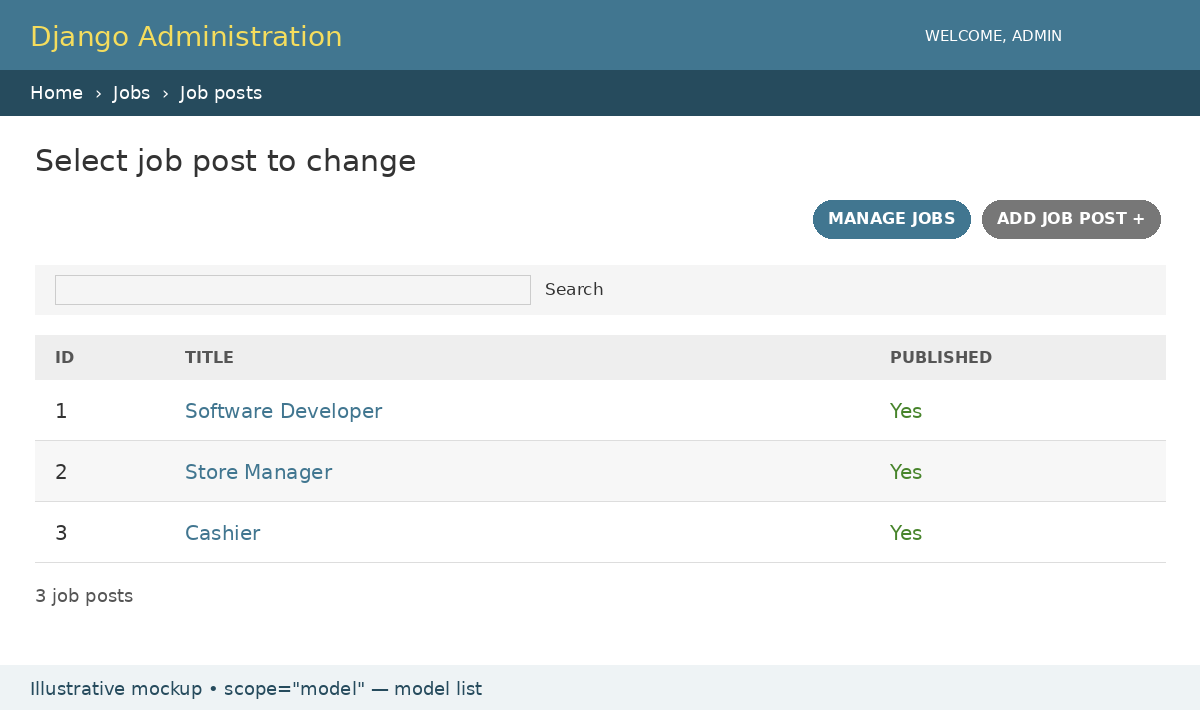 Django Administration
WELCOME, ADMIN
Home › Jobs › Job posts
Select job post to change
MANAGE JOBS
ADD JOB POST +
Search
ID TITLE PUBLISHED
1 Software Developer Yes
2 Store Manager Yes
3 Cashier Yes
3 job posts
Illustrative mockup • scope="model" — model list